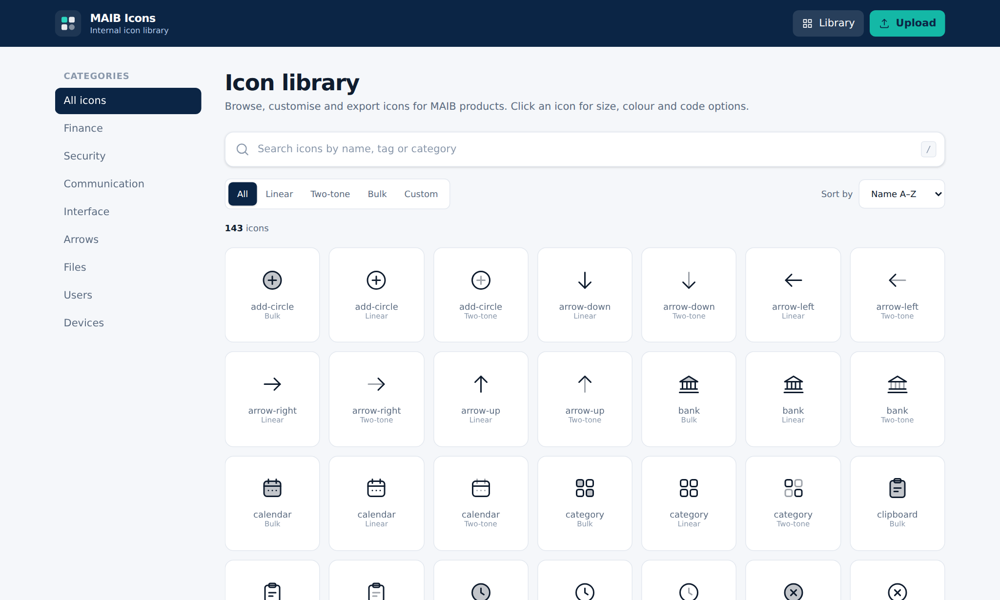 MAIB Icons
Internal icon library
Library
Upload
CATEGORIES
All icons
Finance
Security
Communication
Interface
Arrows
Files
Users
Devices
Icon library
Browse, customise and export icons for MAIB products. Click an icon for size, colour and code options.
Search icons by name, tag or category
/
All Linear Two-tone Bulk Custom
Sort by Name A–Z
143 icons
add-circle add-circle add-circle arrow-down arrow-down arrow-left arrow-left
Bulk Linear Two-tone Linear Two-tone Linear Two-tone
arrow-right arrow-right arrow-up arrow-up bank bank bank
Linear Two-tone Linear Two-tone Bulk Linear Two-tone
calendar calendar calendar category category category clipboard
Bulk Linear Two-tone Bulk Linear Two-tone Bulk